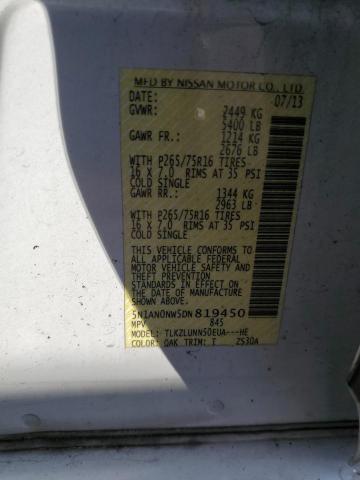 MFD BY NISSAN MOTOR CO., LTD.
DATE: 07/13
GVWR: 2449 KG
5400 LB
GAWR FR.: 1214 KG
2676 LB
WITH P265/75R16 TIRES
16 X 7.0 RIMS AT 35 PSI
COLD SINGLE
GAWR RR.: 1344 KG
2963 LB
WITH P265/75R16 TIRES
16 X 7.0 RIMS AT 35 PSI
COLD SINGLE
THIS VEHICLE CONFORMS TO
ALL APPLICABLE FEDERAL
MOTOR VEHICLE SAFETY AND
THEFT PREVENTION
STANDARDS IN EFFECT ON
THE DATE OF MANUFACTURE
SHOWN ABOVE.
5N1AN0NW5DN819450
MPV 845
MODEL: TLKZLUNN50EUA---HE
COLOR: QAK TRIM: T ZS30A